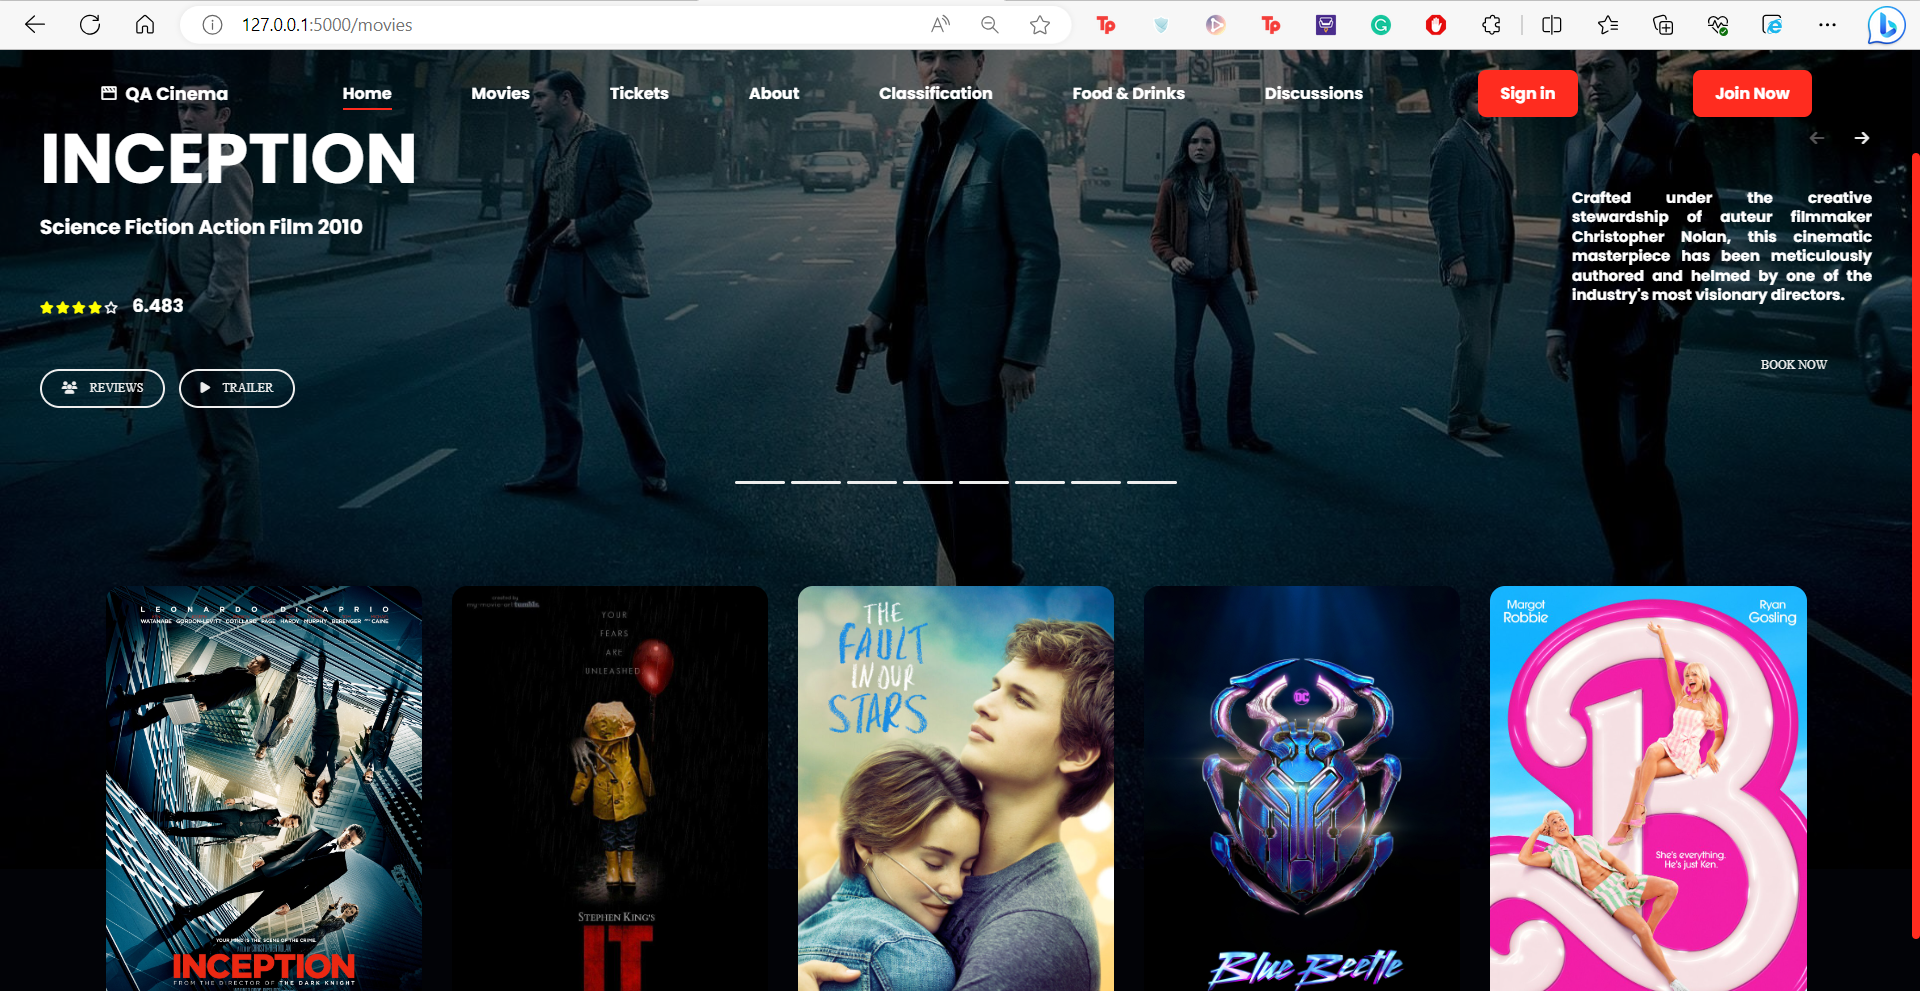 127.0.0.1:5000/movies
QA Cinema
Home
Movies
Tickets
About
Classification
Food & Drinks
Discussions
Sign in
Join Now
INCEPTION
Science Fiction Action Film 2010
6.483
REVIEWS
TRAILER
Crafted under the creative
stewardship of auteur filmmaker
Christopher Nolan, this cinematic
masterpiece has been meticulously
authored and helmed by one of the
industry's most visionary directors.
BOOK NOW
LEONARDO DiCAPRIO
WATANABE GORDON-LEVITT COTILLARD PAGE HARDY MURPHY BERENGER AND CAINE
YOUR MIND IS THE SCENE OF THE CRIME.
INCEPTION
FROM THE DIRECTOR OF THE DARK KNIGHT
created by
YOUR
FEARS
ARE
UNLEASHED
STEPHEN KING'S
IT
THE
FAULT
IN OUR
STARS
DC
Blue Beetle
Margot
Robbie
Ryan
Gosling
She's everything.
He's just Ken.